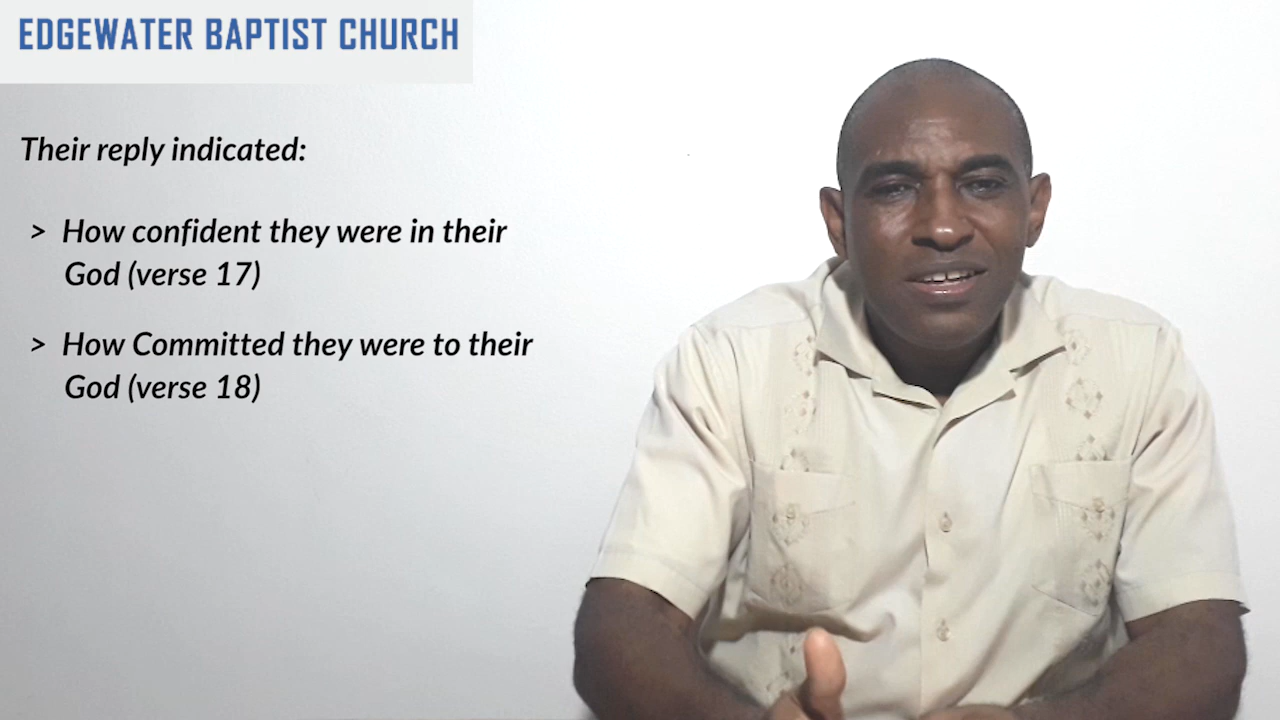 EDGEWATER BAPTIST CHURCH
Their reply indicated:
> How confident they were in their
God (verse 17)
> How Committed they were to their
God (verse 18)